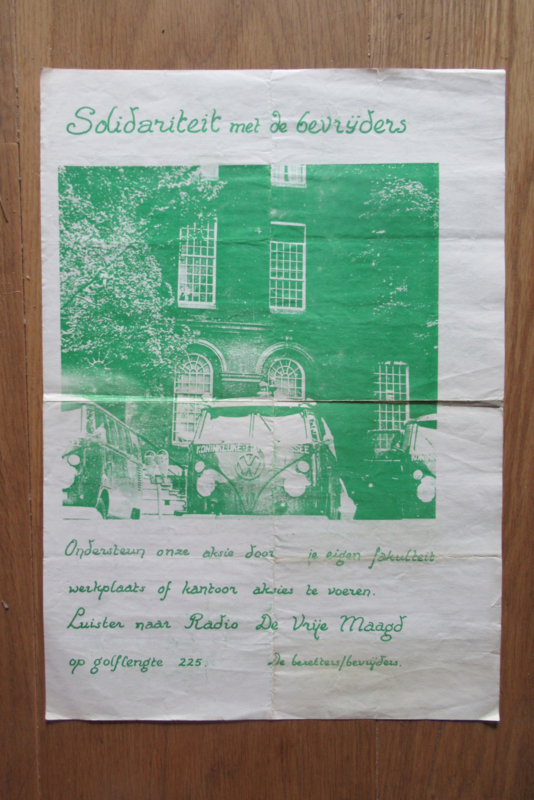 Solidariteit met de bevrijders
KONINKLIJKE
Ondersteun onze aksie door je eigen fakulteit
werkplaats of kantoor aksies te voeren.
Luister naar Radio De Vrije Maagd
op golflengte 225.
De bezetters/bevrijders.